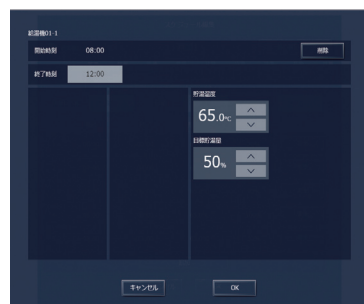 給湯機01-1
開始時刻 08:00 削除
終了時刻 12:00
貯湯温度
65.0℃
目標貯湯量
50%
キャンセル OK